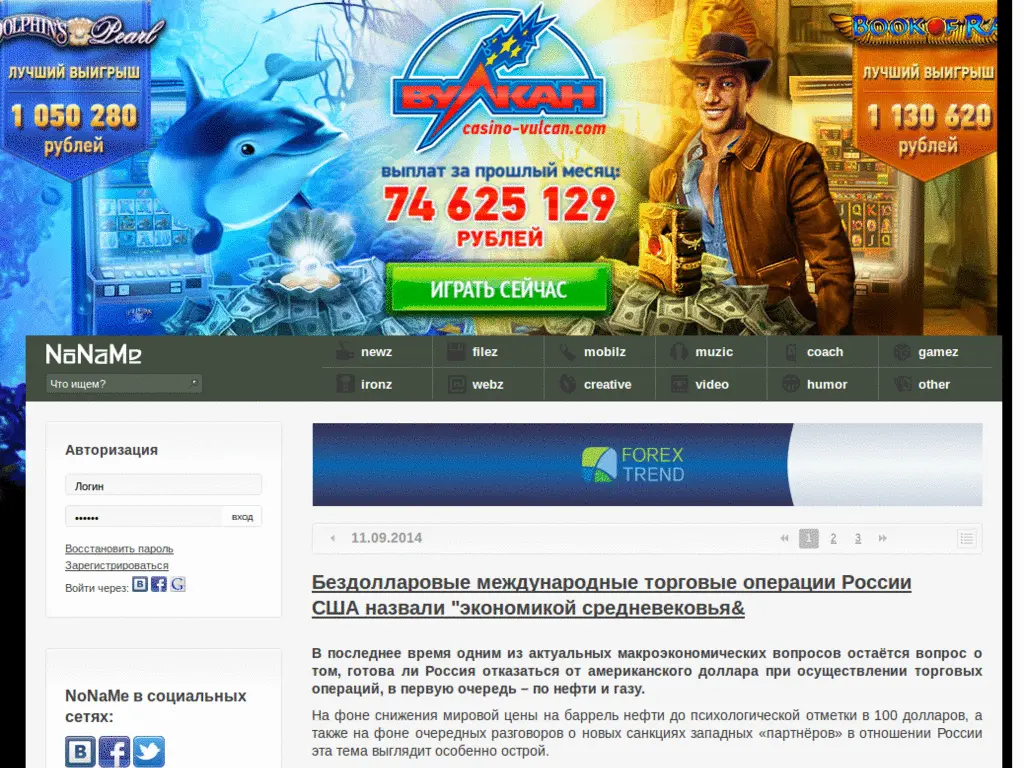 DOLPHIN'S Pearl
ЛУЧШИЙ ВЫИГРЫШ
1 050 280
рублей
ВУЛКАН
casino-vulcan.com
ВЫПЛАТ ЗА ПРОШЛЫЙ МЕСЯЦ:
74 625 129
РУБЛЕЙ
ИГРАТЬ СЕЙЧАС
BOOK OF RA
ЛУЧШИЙ ВЫИГРЫШ
1 130 620
рублей
NoNaMe
Что ищем?
newz filez mobilz muzic coach gamez
ironz webz creative video humor other
Авторизация
Логин
вход
Восстановить пароль
Зарегистрироваться
Войти через:
NoNaMe в социальных
сетях:
FOREX
TREND
11.09.2014
1 2 3
Бездолларовые международные торговые операции России
США назвали "экономикой средневековья&
В последнее время одним из актуальных макроэкономических вопросов остаётся вопрос о
том, готова ли Россия отказаться от американского доллара при осуществлении торговых
операций, в первую очередь – по нефти и газу.
На фоне снижения мировой цены на баррель нефти до психологической отметки в 100 долларов, а
также на фоне очередных разговоров о новых санкциях западных «партнёров» в отношении России
эта тема выглядит особенно острой.